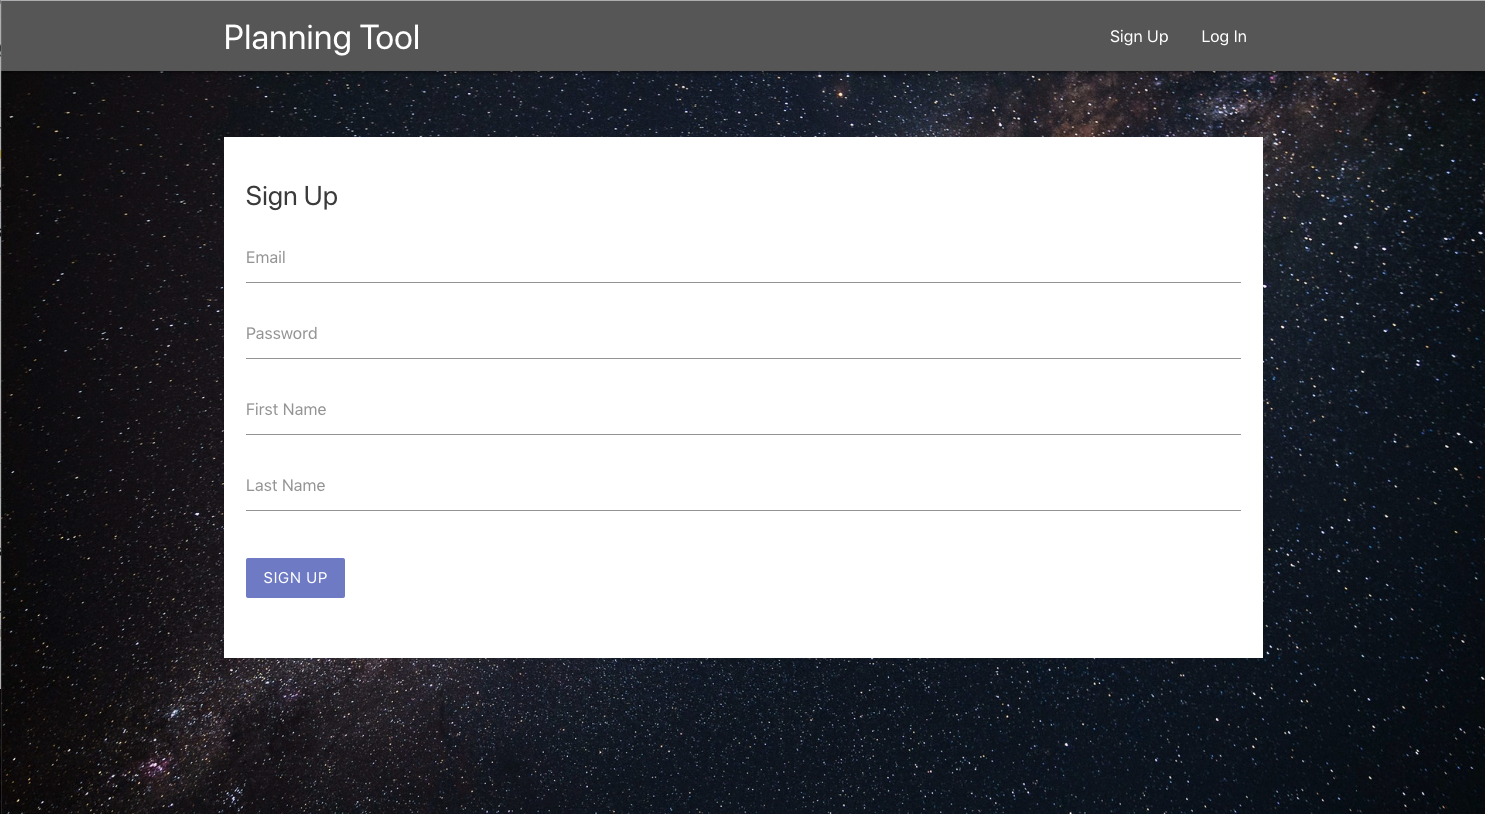 Planning Tool
Sign Up Log In
Sign Up
Email
Password
First Name
Last Name
SIGN UP